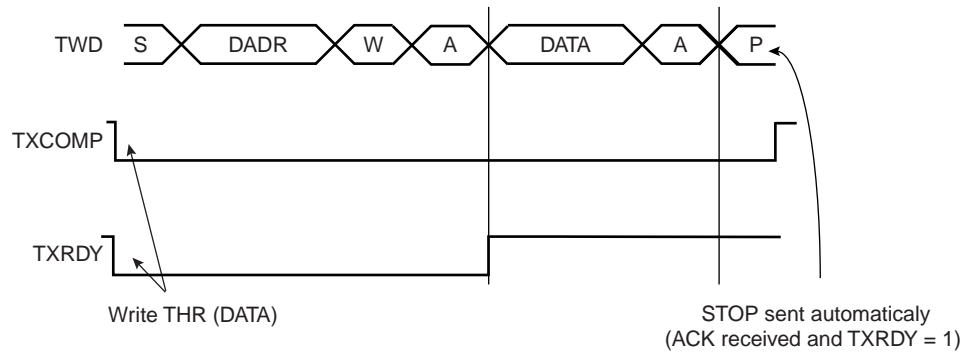 TWD S DADR W A DATA A P
TXCOMP
TXRDY
Write THR (DATA)
STOP sent automaticaly
(ACK received and TXRDY = 1)